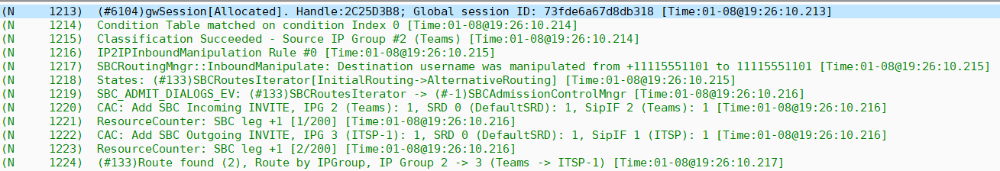 (N 1213) (#6104)gwSession[Allocated]. Handle:2C25D3B8; Global session ID: 73fde6a67d8db318 [Time:01-08@19:26:10.213]
(N 1214) Condition Table matched on condition Index 0 [Time:01-08@19:26:10.214]
(N 1215) Classification Succeeded - Source IP Group #2 (Teams) [Time:01-08@19:26:10.214]
(N 1216) IP2IPInboundManipulation Rule #0 [Time:01-08@19:26:10.215]
(N 1217) SBCRoutingMngr::InboundManipulate: Destination username was manipulated from +11115551101 to 11115551101 [Time:01-08@19:26:10.215]
(N 1218) States: (#133)SBCRoutesIterator[InitialRouting->AlternativeRouting] [Time:01-08@19:26:10.215]
(N 1219) SBC_ADMIT_DIALOGS_EV: (#133)SBCRoutesIterator -> (#-1)SBCAdmissionControlMngr [Time:01-08@19:26:10.216]
(N 1220) CAC: Add SBC Incoming INVITE, IPG 2 (Teams): 1, SRD 0 (DefaultSRD): 1, SipIF 2 (Teams): 1 [Time:01-08@19:26:10.216]
(N 1221) ResourceCounter: SBC leg +1 [1/200] [Time:01-08@19:26:10.216]
(N 1222) CAC: Add SBC Outgoing INVITE, IPG 3 (ITSP-1): 1, SRD 0 (DefaultSRD): 1, SipIF 1 (ITSP): 1 [Time:01-08@19:26:10.216]
(N 1223) ResourceCounter: SBC leg +1 [2/200] [Time:01-08@19:26:10.216]
(N 1224) (#133)Route found (2), Route by IPGroup, IP Group 2 -> 3 (Teams -> ITSP-1) [Time:01-08@19:26:10.217]